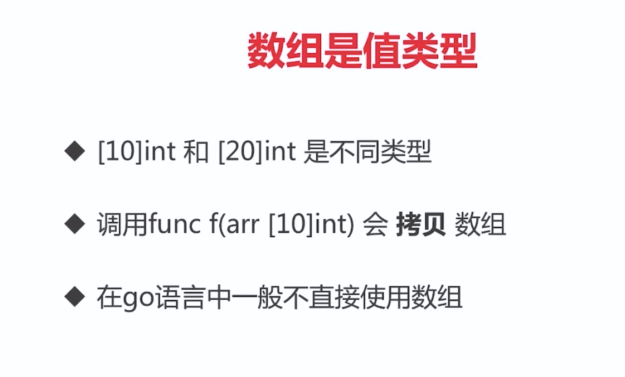 数组是值类型
◆ [10]int 和 [20]int 是不同类型
◆ 调用func f(arr [10]int) 会 拷贝 数组
◆ 在go语言中一般不直接使用数组